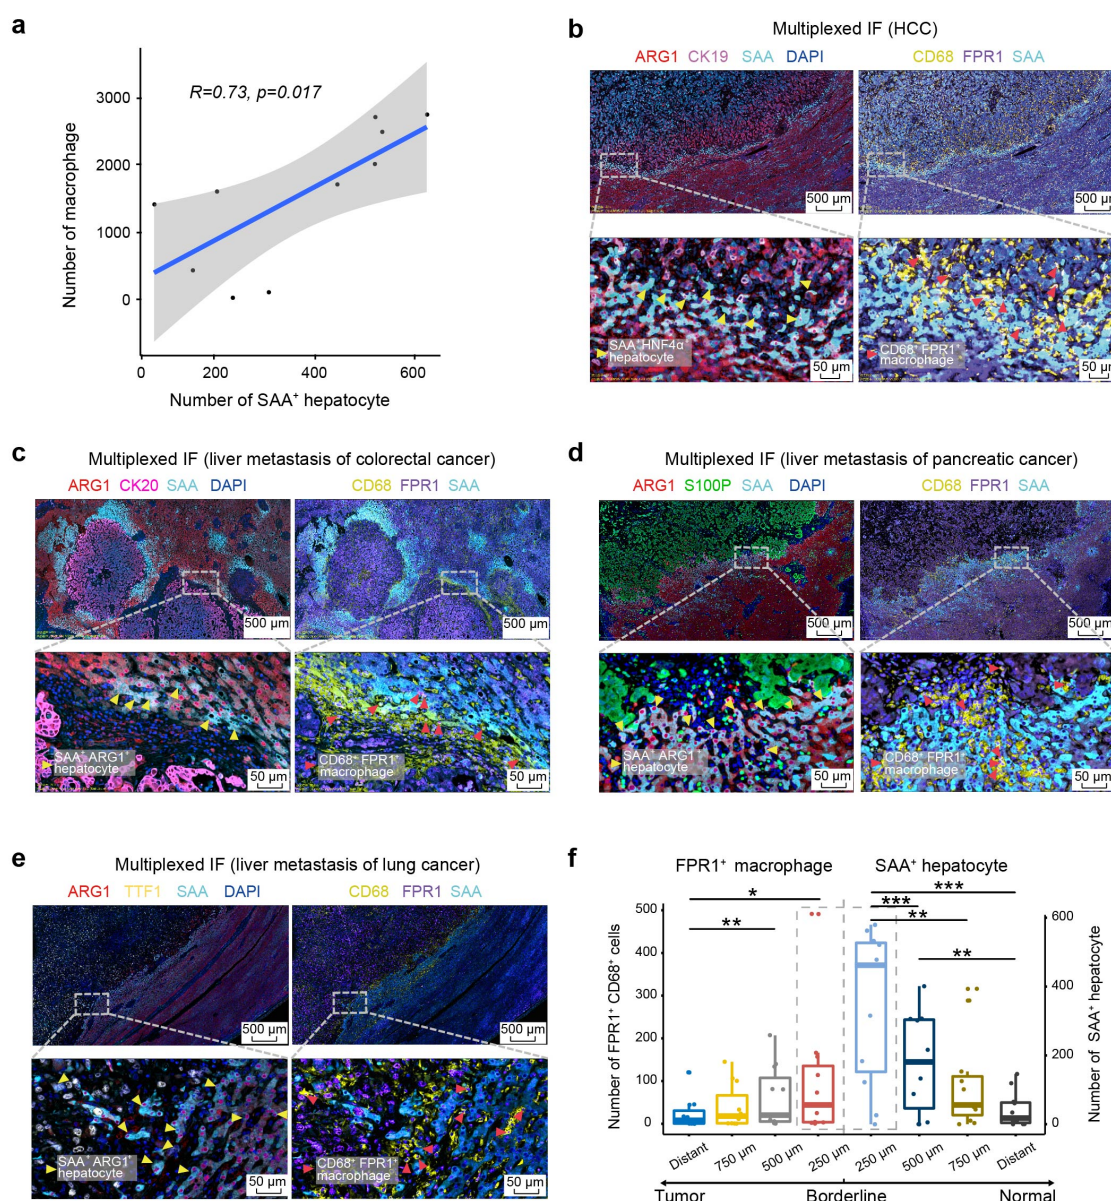 a
R=0.73, p=0.017
Number of macrophage
3000
2000
1000
0
0
200
400
600
Number of SAA⁺ hepatocyte
b
Multiplexed IF (HCC)
ARG1 CK19 SAA DAPI
CD68 FPR1 SAA
500 µm
500 µm
SAA⁺HNF4α⁺
hepatocyte
50 µm
CD68⁺ FPR1⁺
macrophage
50 µm
c
Multiplexed IF (liver metastasis of colorectal cancer)
ARG1 CK20 SAA DAPI
CD68 FPR1 SAA
500 µm
500 µm
SAA⁺ ARG1⁺
hepatocyte
50 µm
CD68⁺ FPR1⁺
macrophage
50 µm
d
Multiplexed IF (liver metastasis of pancreatic cancer)
ARG1 S100P SAA DAPI
CD68 FPR1 SAA
500 µm
500 µm
SAA⁺ ARG1⁺
hepatocyte
50 µm
CD68⁺ FPR1⁺
macrophage
50 µm
e
Multiplexed IF (liver metastasis of lung cancer)
ARG1 TTF1 SAA DAPI
CD68 FPR1 SAA
500 µm
500 µm
SAA⁺ ARG1⁺
hepatocyte
50 µm
CD68⁺ FPR1⁺
macrophage
50 µm
f
FPR1⁺ macrophage
SAA⁺ hepatocyte
*
**
***
***
**
**
Number of FPR1⁺ CD68⁺ cells
500
400
300
200
100
0
600
400
200
0
Number of SAA⁺ hepatocyte
Distant
750 µm
500 µm
250 µm
250 µm
500 µm
750 µm
Distant
Tumor
Borderline
Normal